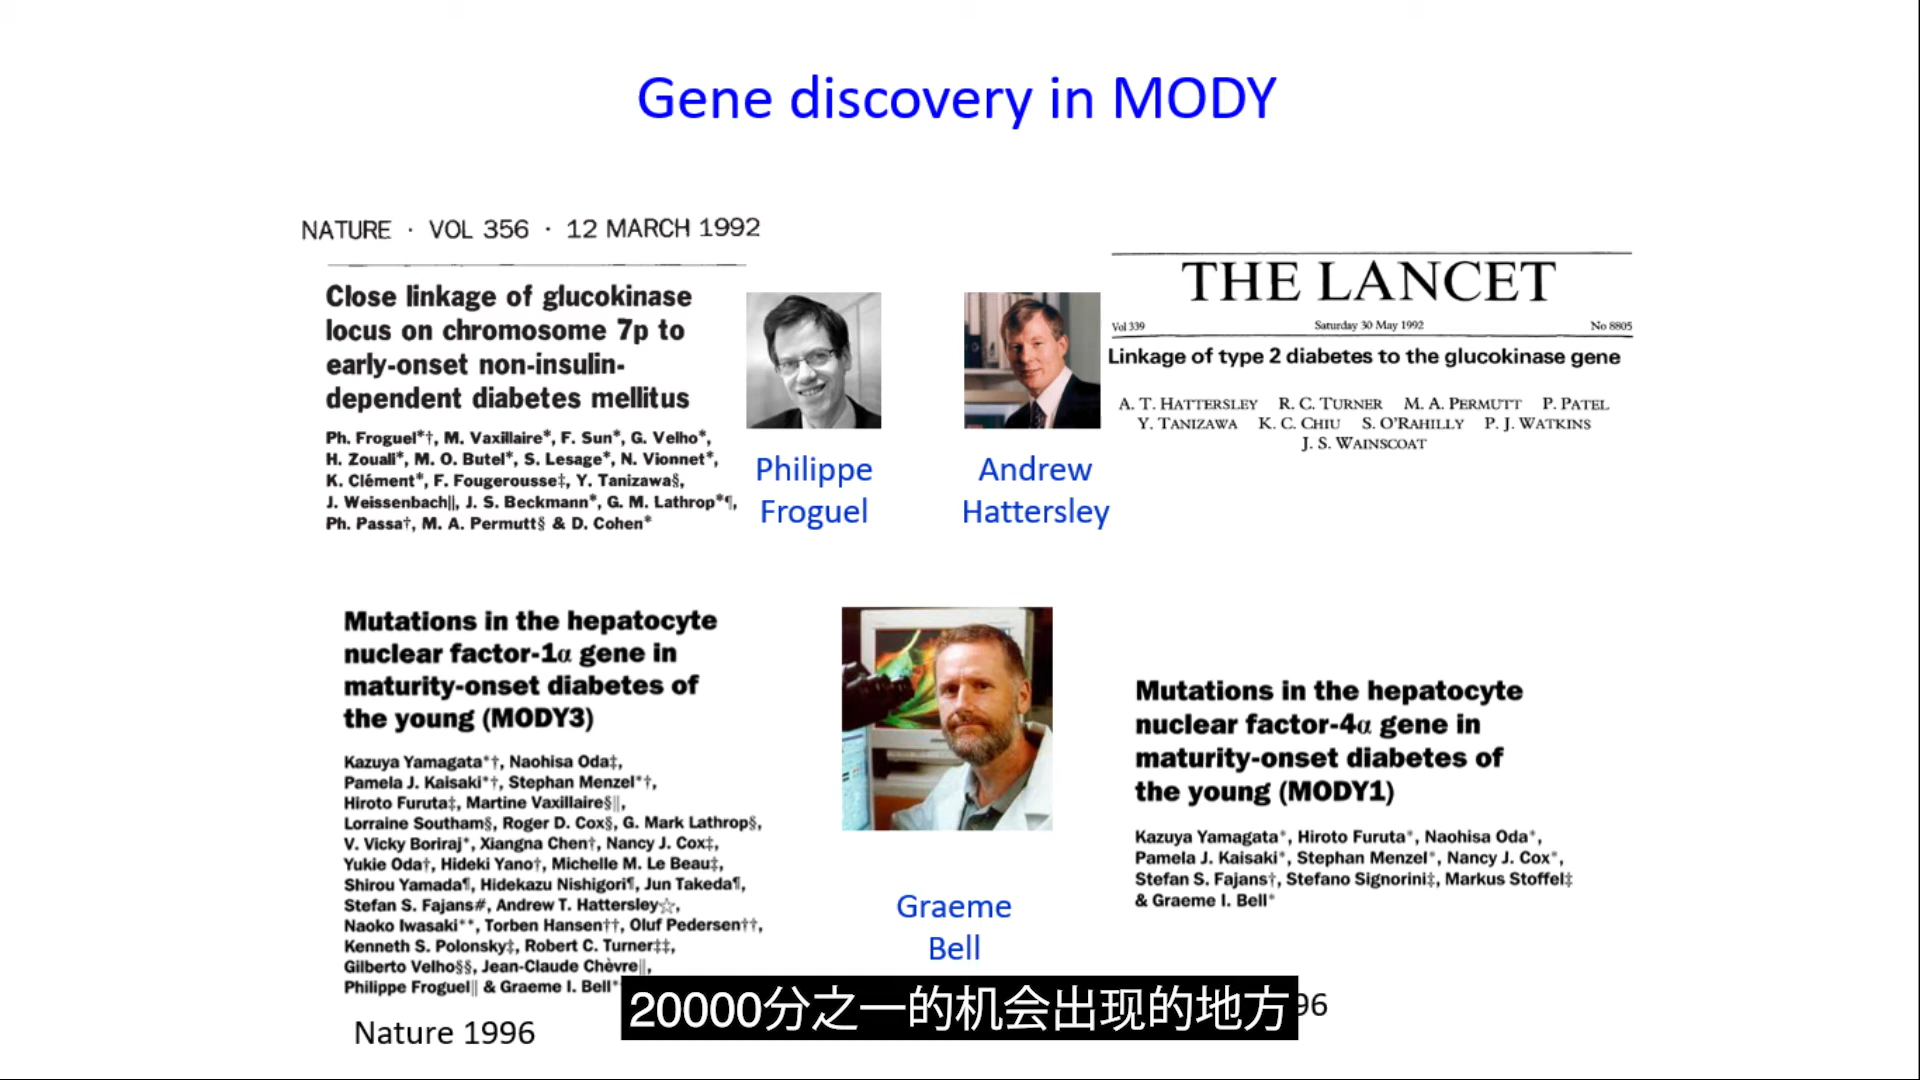 Gene discovery in MODY
NATURE · VOL 356 · 12 MARCH 1992
Close linkage of glucokinase
locus on chromosome 7p to
early-onset non-insulin-
dependent diabetes mellitus
Ph. Froguel*†, M. Vaxillaire*, F. Sun*, G. Velho*,
H. Zouali*, M. O. Butel*, S. Lesage*, N. Vionnet*,
K. Clément*, F. Fougerousse‡, Y. Tanizawa§,
J. Weissenbach||, J. S. Beckmann*, G. M. Lathrop*¶,
Ph. Passa†, M. A. Permutt§ & D. Cohen*
Philippe
Froguel
Andrew
Hattersley
THE LANCET
Vol 339 Saturday 30 May 1992 No 8805
Linkage of type 2 diabetes to the glucokinase gene
A. T. HATTERSLEY R. C. TURNER M. A. PERMUTT P. PATEL
Y. TANIZAWA K. C. CHIU S. O'RAHILLY P. J. WATKINS
J. S. WAINSCOAT
Mutations in the hepatocyte
nuclear factor-1α gene in
maturity-onset diabetes of
the young (MODY3)
Kazuya Yamagata*†, Naohisa Oda‡,
Pamela J. Kaisaki*†, Stephan Menzel*†,
Hiroto Furuta‡, Martine Vaxillaire§||,
Lorraine Southam§, Roger D. Cox§, G. Mark Lathrop§,
V. Vicky Boriraj*, Xiangna Chen†, Nancy J. Cox‡,
Yukie Oda†, Hideki Yano†, Michelle M. Le Beau‡,
Shirou Yamada¶, Hidekazu Nishigori¶, Jun Takeda¶,
Stefan S. Fajans#, Andrew T. Hattersley☆,
Naoko Iwasaki**, Torben Hansen††, Oluf Pedersen††,
Kenneth S. Polonsky‡, Robert C. Turner‡‡,
Gilberto Velho§§, Jean-Claude Chèvre||,
Philippe Froguel|| & Graeme I. Bell*
Nature 1996
Graeme
Bell
Mutations in the hepatocyte
nuclear factor-4α gene in
maturity-onset diabetes of
the young (MODY1)
Kazuya Yamagata*, Hiroto Furuta*, Naohisa Oda*,
Pamela J. Kaisaki*, Stephan Menzel*, Nancy J. Cox*,
Stefan S. Fajans†, Stefano Signorini‡, Markus Stoffel‡
& Graeme I. Bell*
96
20000分之一的机会出现的地方